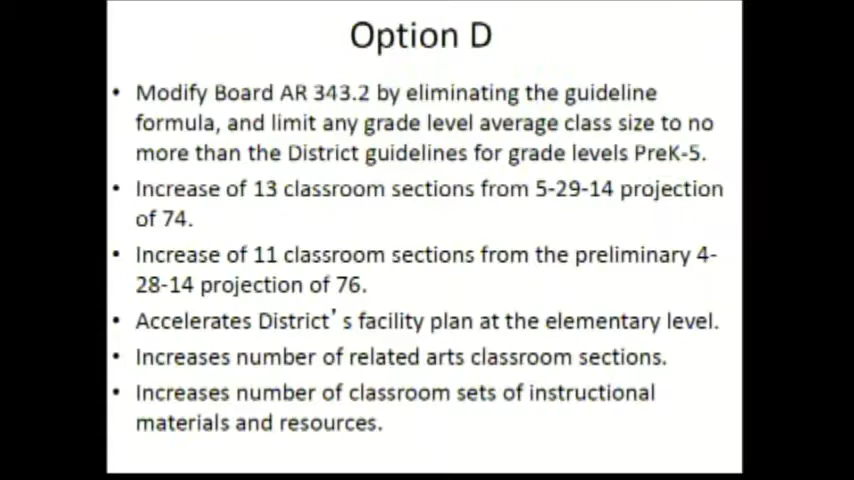 Option D
• Modify Board AR 343.2 by eliminating the guideline
formula, and limit any grade level average class size to no
more than the District guidelines for grade levels PreK-5.
• Increase of 13 classroom sections from 5-29-14 projection
of 74.
• Increase of 11 classroom sections from the preliminary 4-
28-14 projection of 76.
• Accelerates District's facility plan at the elementary level.
• Increases number of related arts classroom sections.
• Increases number of classroom sets of instructional
materials and resources.